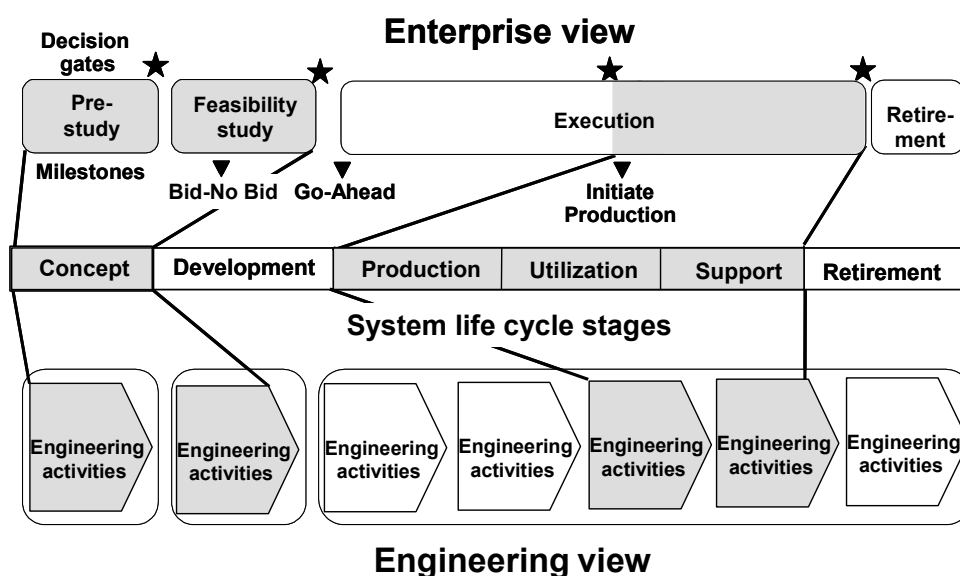 Enterprise view
Decision
gates
Pre-
study
Feasibility
study
Execution
Retire-
ment
Milestones
Bid-No Bid
Go-Ahead
Initiate
Production
Concept
Development
Production
Utilization
Support
Retirement
System life cycle stages
Engineering
activities
Engineering
activities
Engineering
activities
Engineering
activities
Engineering
activities
Engineering
activities
Engineering
activities
Engineering view